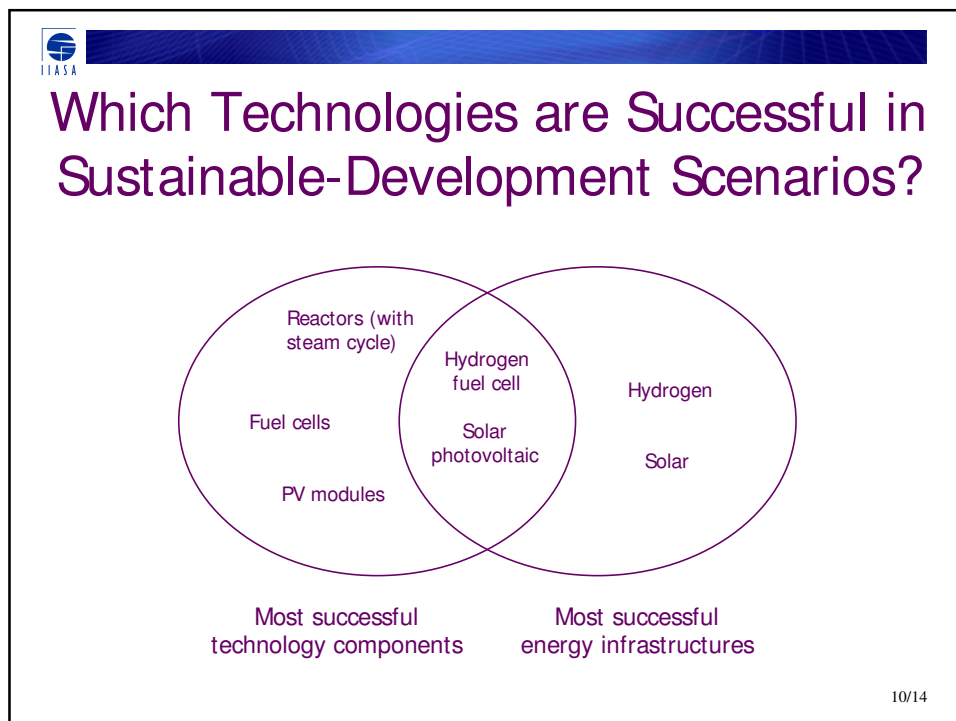 IIASA
Which Technologies are Successful in
Sustainable-Development Scenarios?
Reactors (with
steam cycle)
Fuel cells
PV modules
Hydrogen
fuel cell
Solar
photovoltaic
Hydrogen
Solar
Most successful
technology components
Most successful
energy infrastructures
10/14